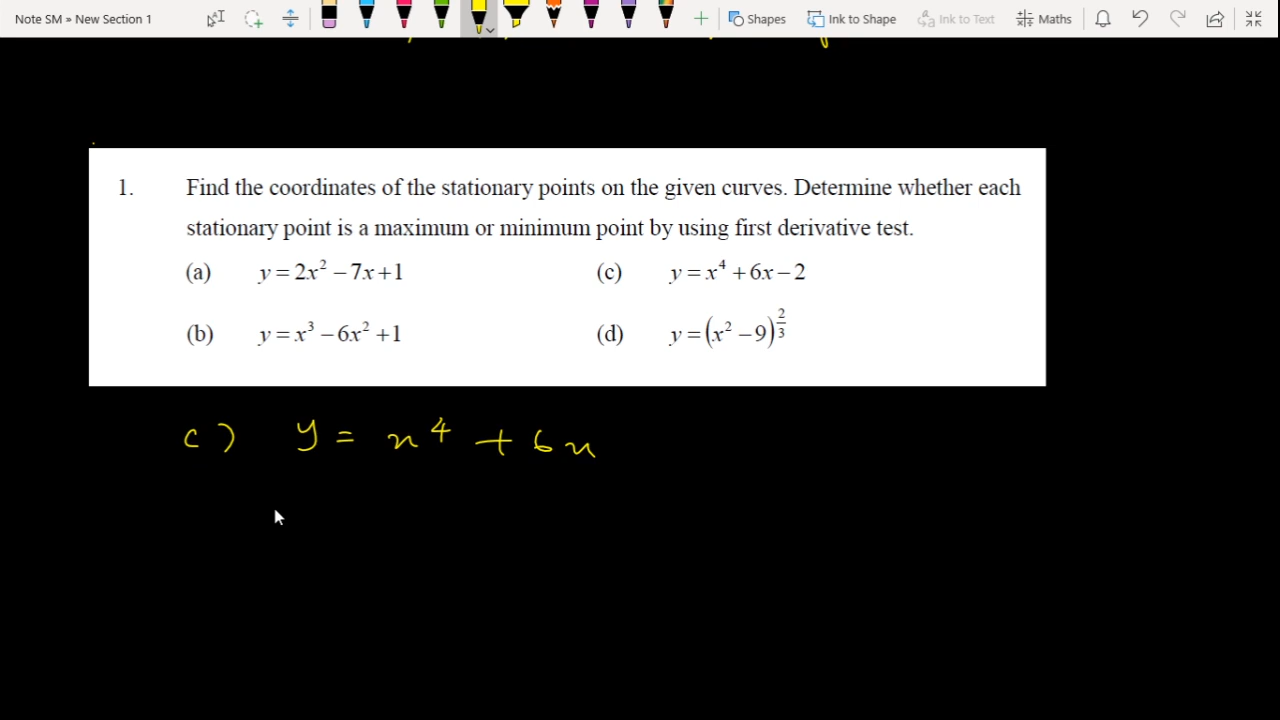 Note SM » New Section 1
Shapes Ink to Shape Ink to Text Maths
1. Find the coordinates of the stationary points on the given curves. Determine whether each
stationary point is a maximum or minimum point by using first derivative test.
(a) y = 2x² − 7x + 1 (c) y = x⁴ + 6x − 2
(b) y = x³ − 6x² + 1 (d) y = (x² − 9)^(2/3)
c) y = x⁴ + 6x